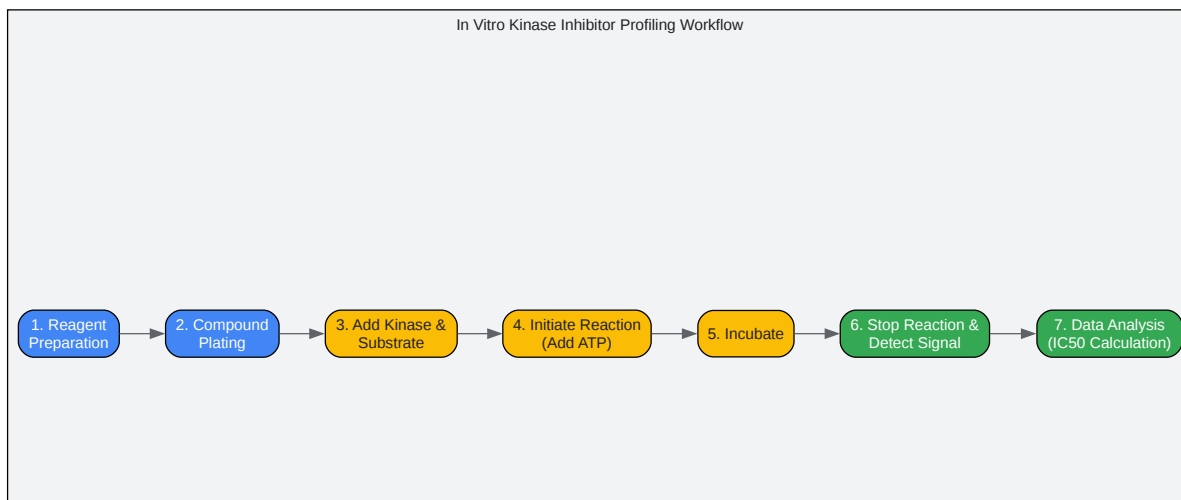 In Vitro Kinase Inhibitor Profiling Workflow
1. Reagent
Preparation
2. Compound
Plating
3. Add Kinase &
Substrate
4. Initiate Reaction
(Add ATP)
5. Incubate
6. Stop Reaction &
Detect Signal
7. Data Analysis
(IC50 Calculation)